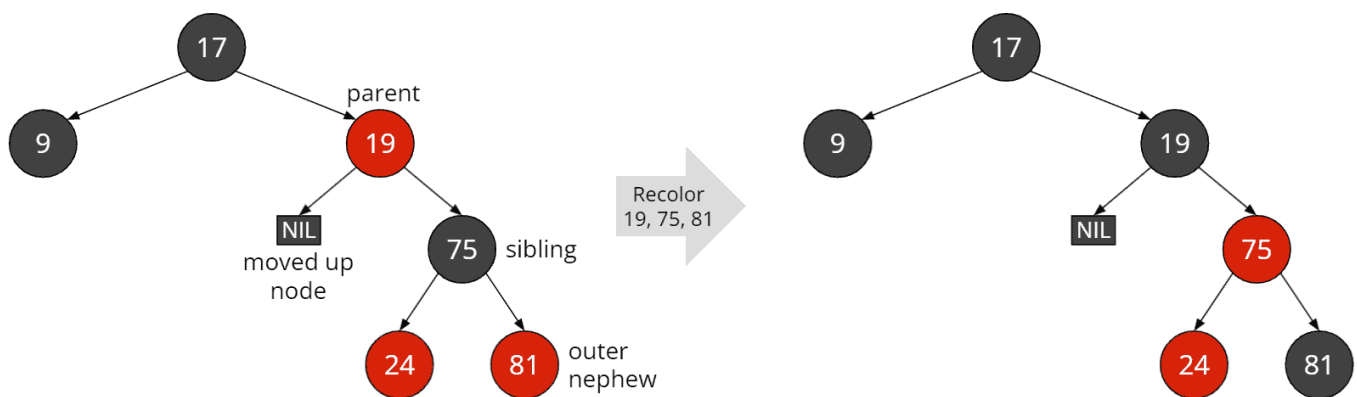 17
parent
9
19
NIL
moved up
node
75
sibling
24
81
outer
nephew
Recolor
19, 75, 81
17
9
19
NIL
75
24
81